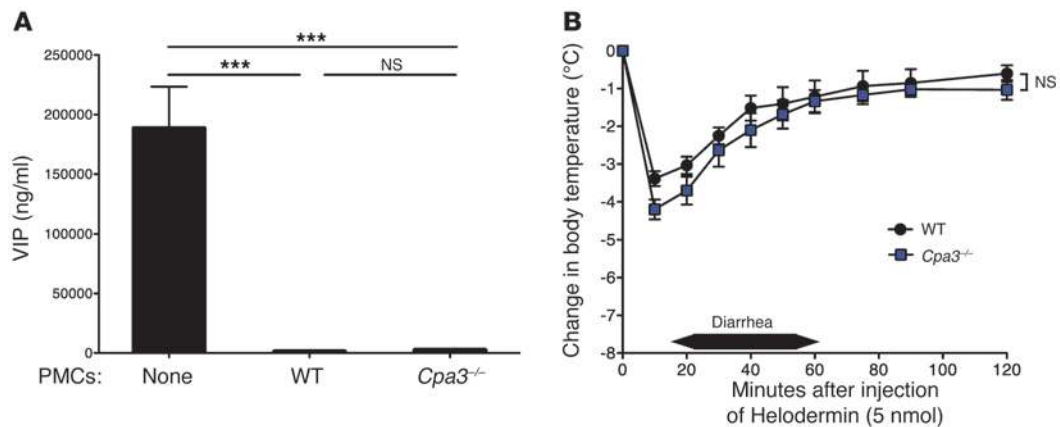 A
***
***
NS
VIP (ng/ml)
250000
200000
150000
100000
50000
0
PMCs: None WT Cpa3–/–
B
Change in body temperature (°C)
0
-1
-2
-3
-4
-5
-6
-7
-8
NS
WT
Cpa3–/–
Diarrhea
0 20 40 60 80 100 120
Minutes after injection
of Helodermin (5 nmol)